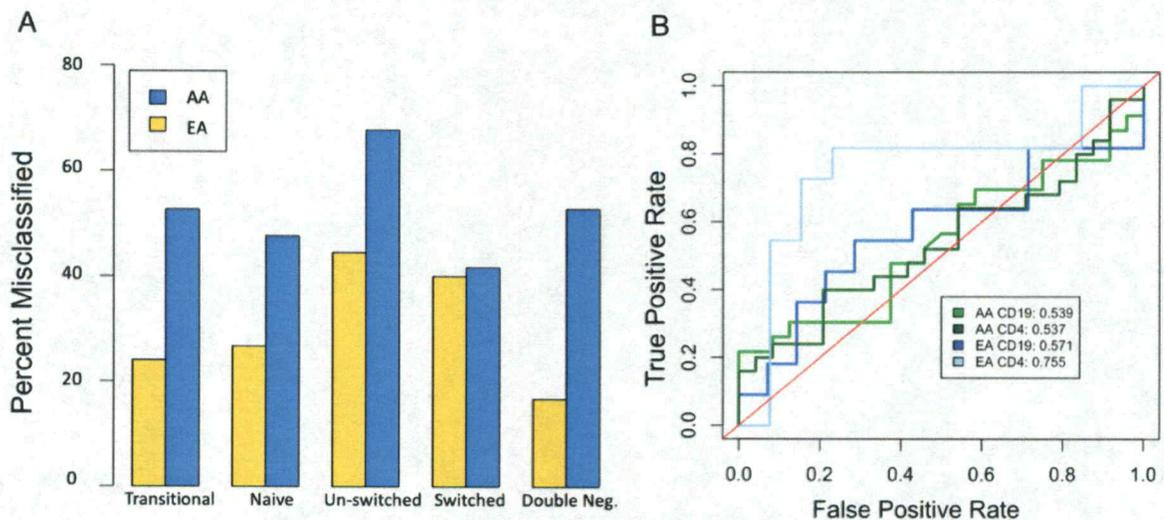 A
80
60
40
20
0
Percent Misclassified
AA
EA
Transitional
Naive
Un-switched
Switched
Double Neg.
B
1.0
0.8
0.6
0.4
0.2
0.0
True Positive Rate
AA CD19: 0.539
AA CD4: 0.537
EA CD19: 0.571
EA CD4: 0.755
0.0 0.2 0.4 0.6 0.8 1.0
False Positive Rate